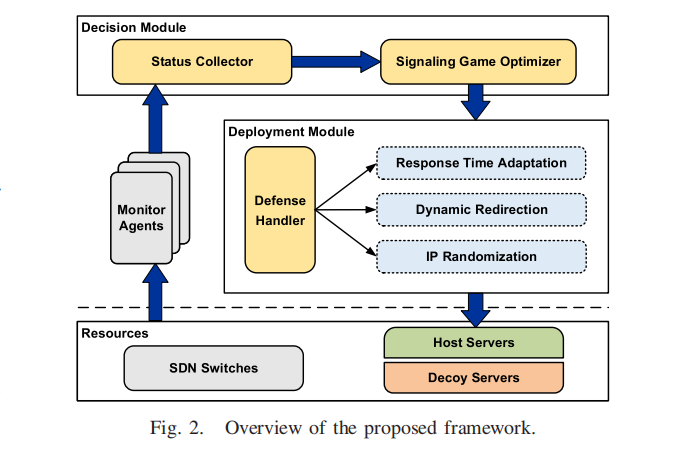 Decision Module
Status Collector
Signaling Game Optimizer
Deployment Module
Defense
Handler
Response Time Adaptation
Dynamic Redirection
IP Randomization
Monitor
Agents
Resources
SDN Switches
Host Servers
Decoy Servers
Fig. 2. Overview of the proposed framework.